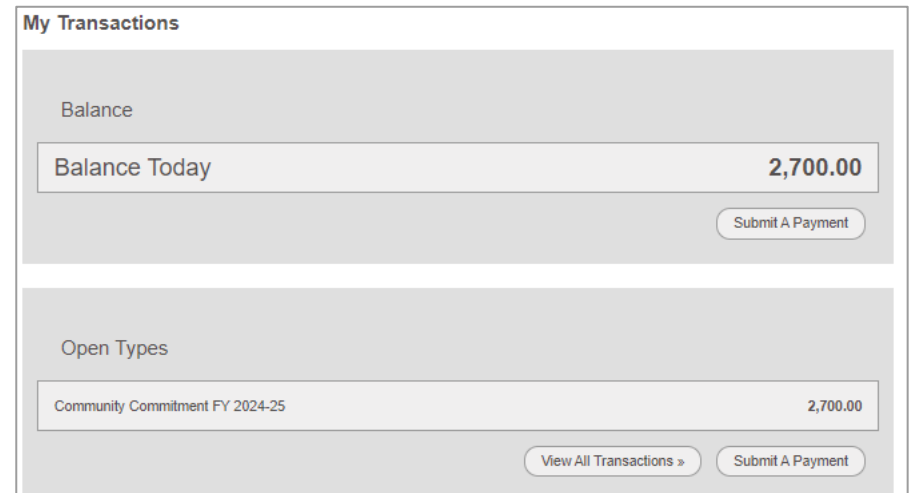 My Transactions
Balance
Balance Today 2,700.00
Submit A Payment
Open Types
Community Commitment FY 2024-25 2,700.00
View All Transactions » Submit A Payment